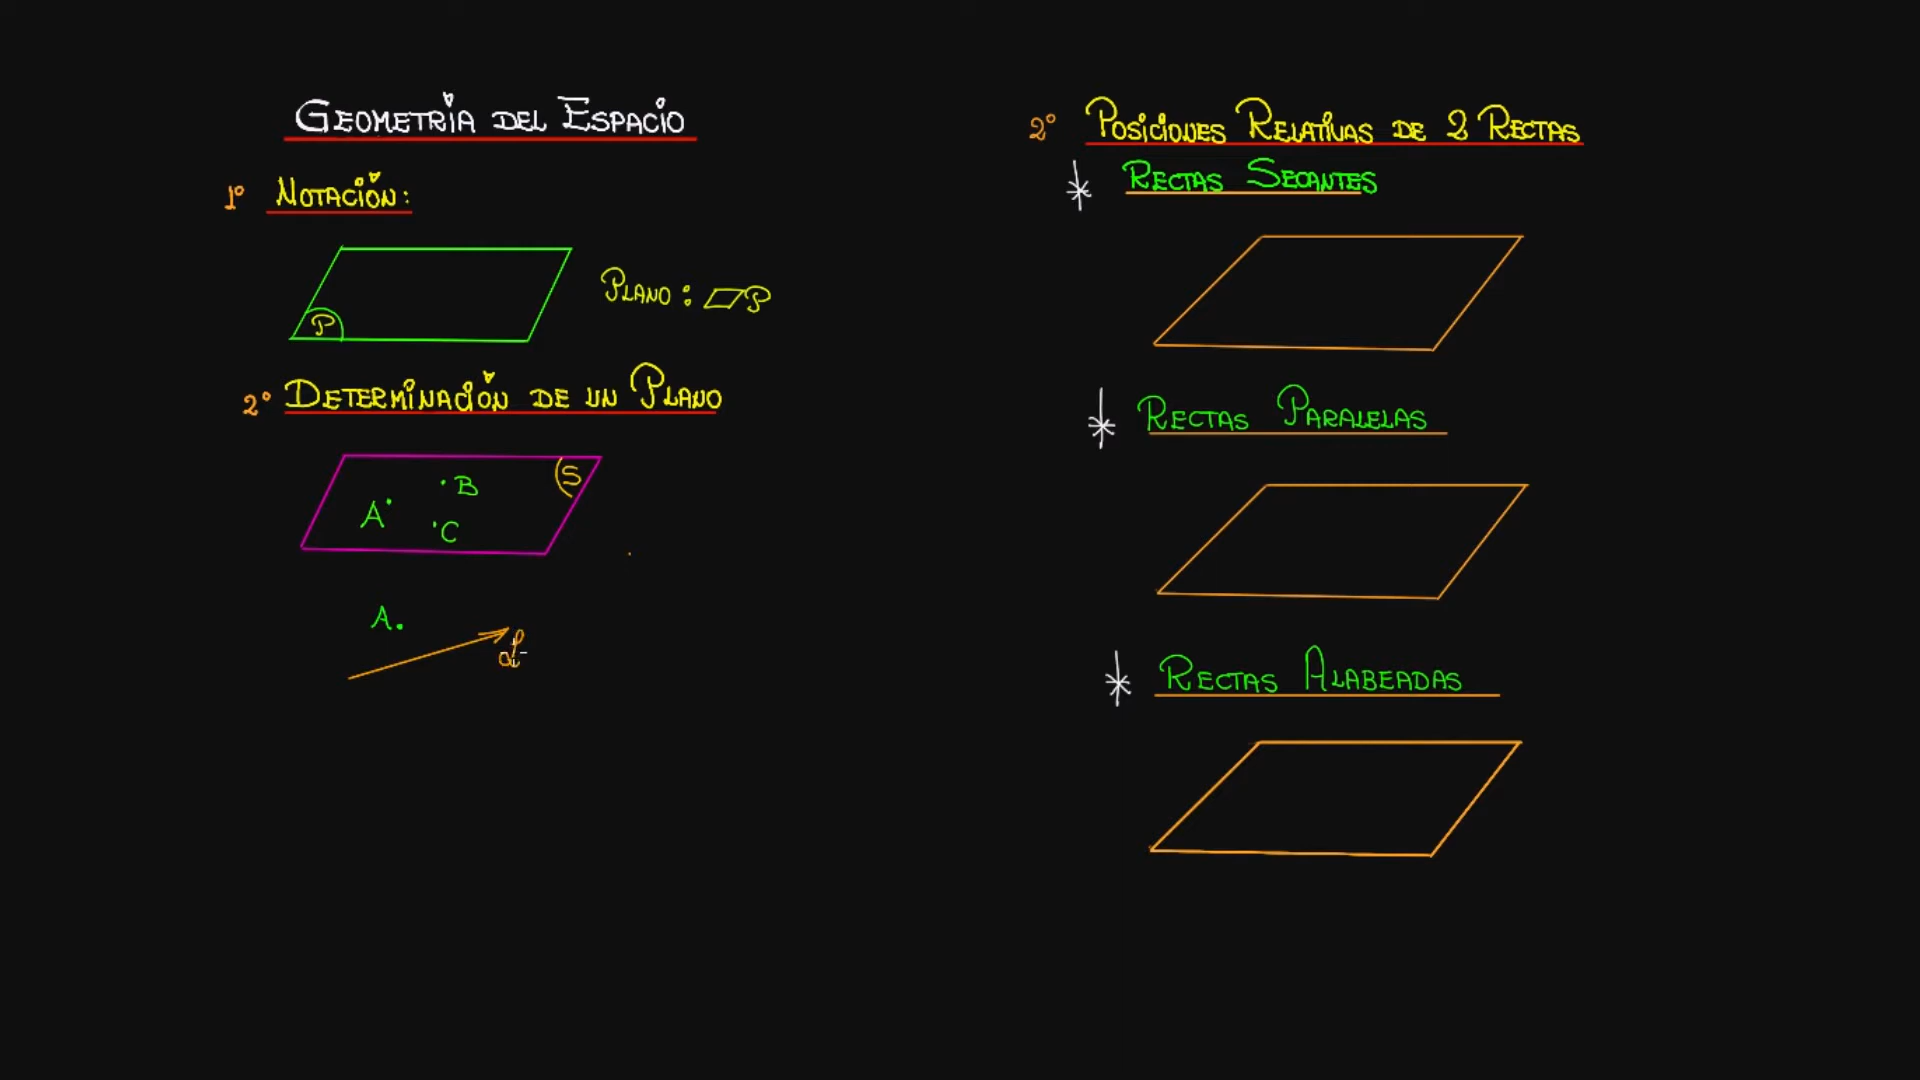 GEOMETRÍA DEL ESPACIO
1° NOTACIÓN:
P
PLANO: ▱P
2° DETERMINACIÓN DE UN PLANO
S
B
A
C
A
L
2° POSICIONES RELATIVAS DE 2 RECTAS
* RECTAS SECANTES
* RECTAS PARALELAS
* RECTAS ALABEADAS